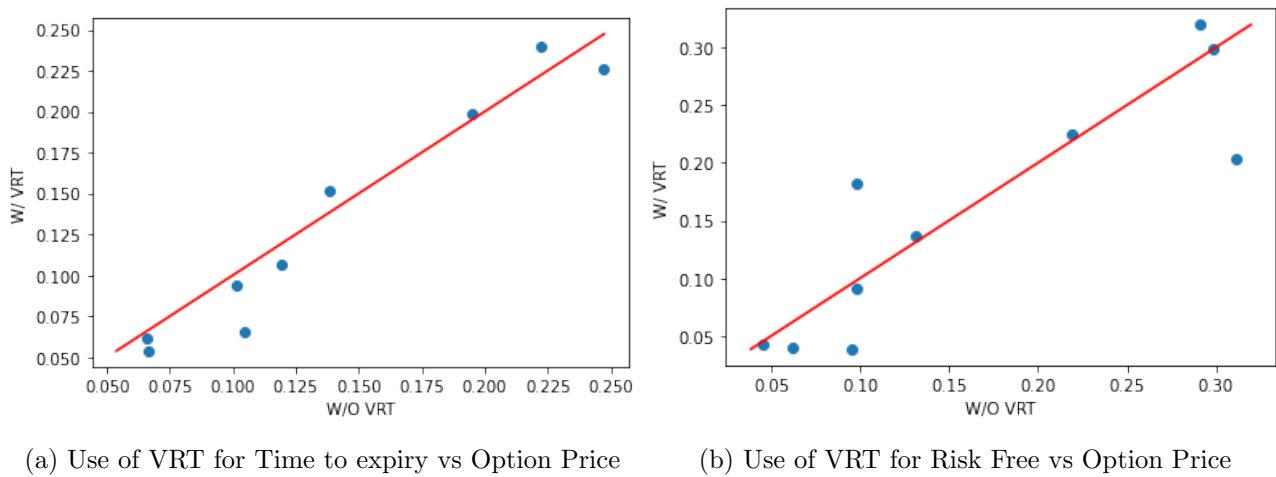 0.250
0.225
0.200
0.175
0.150
0.125
0.100
0.075
0.050
W/ VRT
0.050 0.075 0.100 0.125 0.150 0.175 0.200 0.225 0.250
W/O VRT
0.30
0.25
0.20
0.15
0.10
0.05
W/ VRT
0.05 0.10 0.15 0.20 0.25 0.30
W/O VRT
(a) Use of VRT for Time to expiry vs Option Price
(b) Use of VRT for Risk Free vs Option Price